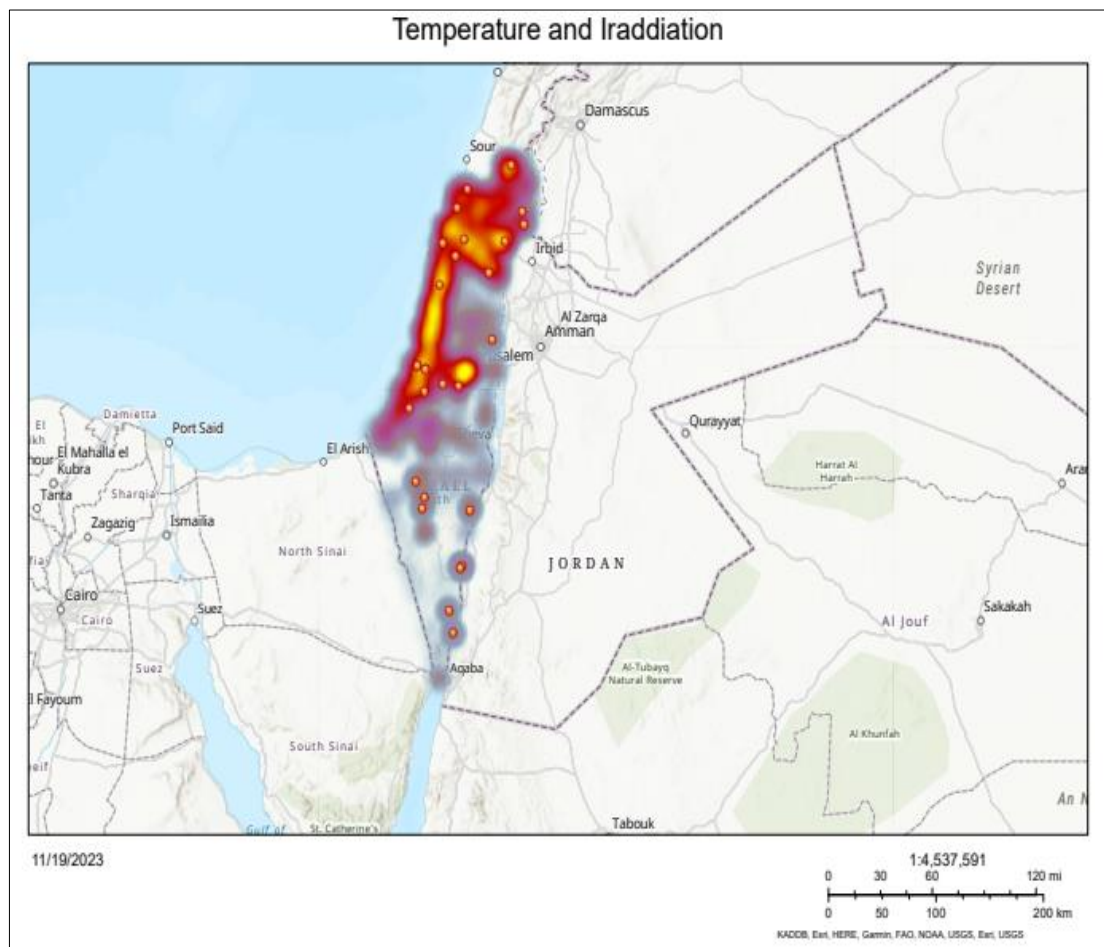 Temperature and Iraddiation
Damascus
Sour
Irbid
Syrian
Desert
Al Zarqa
Amman
salem
Damietta
Port Said
El Arish
Qurayyat
El
El Mahalla el
Kubra
Harrat Al
Harrah
Tanta
Sharqia
Zagazig
Ismailia
North Sinai
JORDAN
Cairo
Cairo
Suez
Al Jouf
Sakakah
Suez
Aqaba
Al-Tubayq
Natural Reserve
El Fayoum
South Sinai
Al Khunfah
An N
Gulf of
St. Catherine's
Tabouk
11/19/2023
1:4,537,591
0 30 60 120 mi
0 50 100 200 km
KADDB, Esri, HERE, Garmin, FAO, NOAA, USGS, Esri, USGS